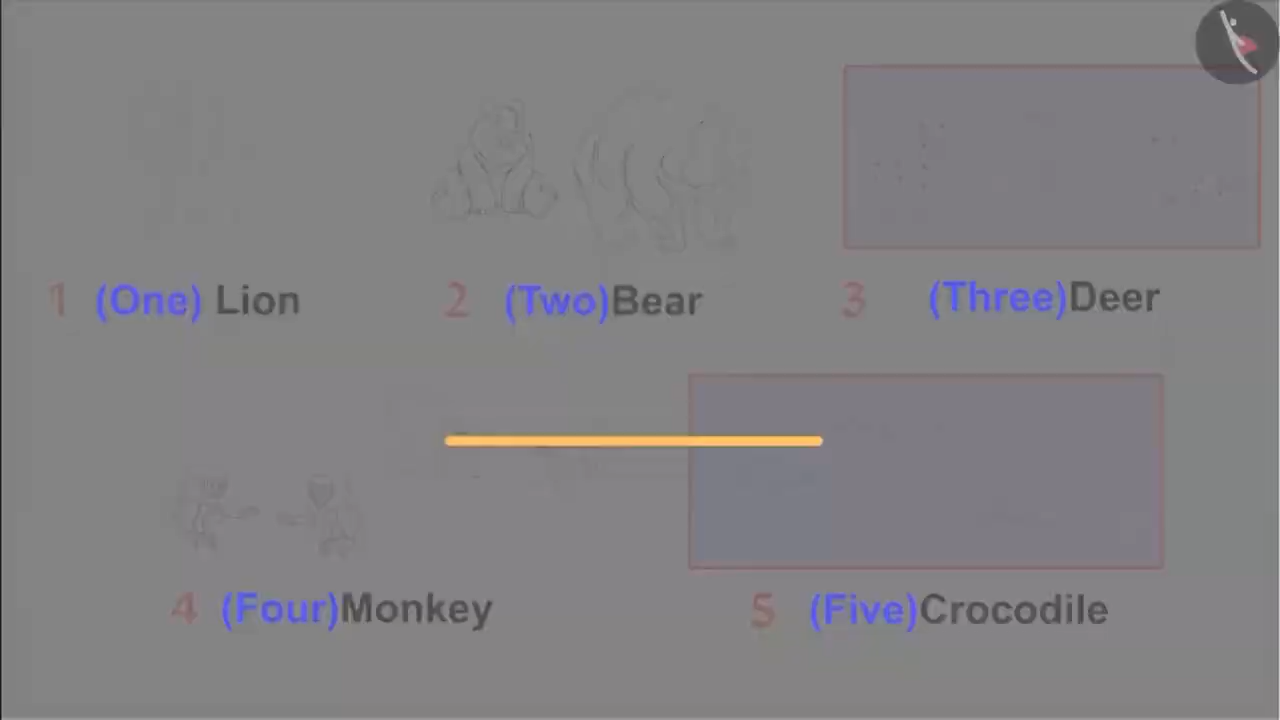 1 (One) Lion
2 (Two)Bear
3 (Three)Deer
4 (Four)Monkey
5 (Five)Crocodile